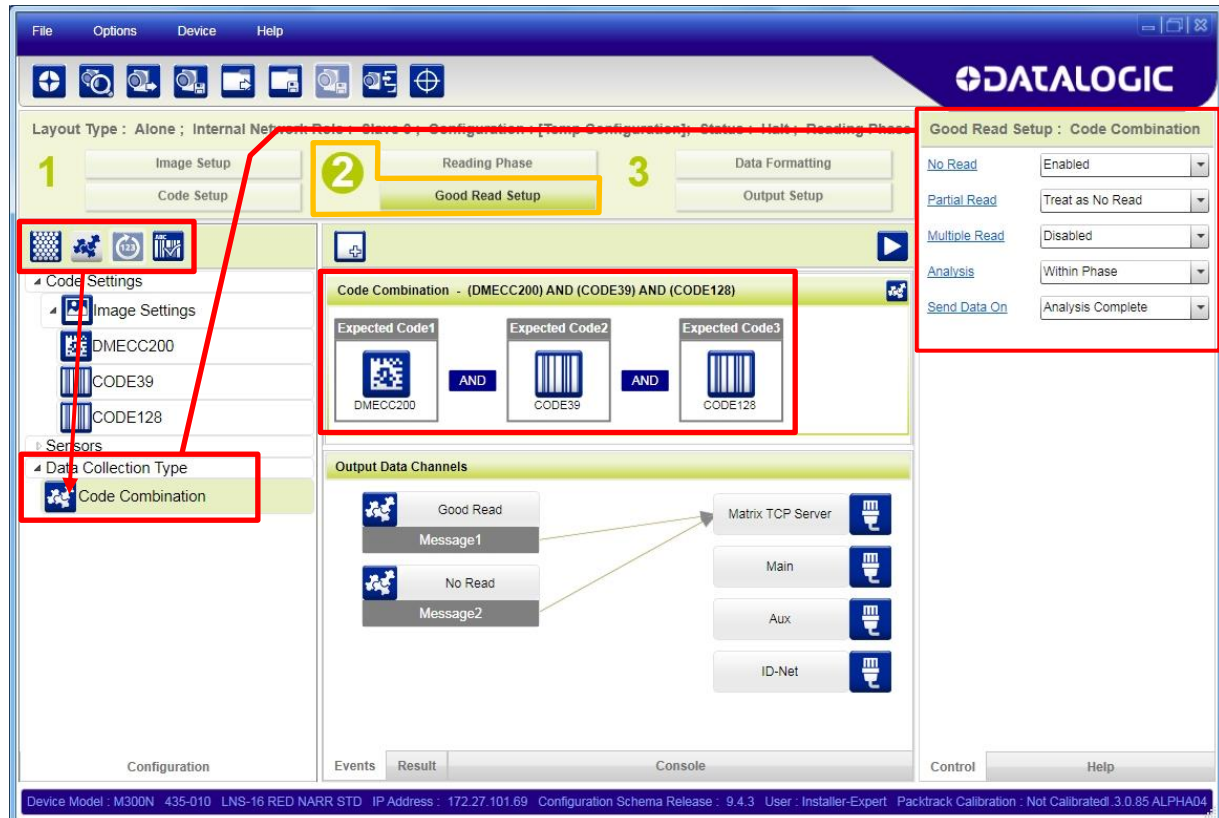 File Options Device Help
DATALOGIC
Layout Type : Alone ; Internal Network Role : Slave 0 ; Configuration : [Temp Configuration]; Status : Halt ; Reading Phase
1
Image Setup
Code Setup
2
Reading Phase
Good Read Setup
3
Data Formatting
Output Setup
123
ABC
Code Settings
Image Settings
DMECC200
CODE39
CODE128
Sensors
Data Collection Type
Code Combination
Configuration
Code Combination - (DMECC200) AND (CODE39) AND (CODE128)
Expected Code1
DMECC200
AND
Expected Code2
CODE39
AND
Expected Code3
CODE128
Output Data Channels
Good Read
Message1
No Read
Message2
Matrix TCP Server
Main
Aux
ID-Net
Events Result Console
Good Read Setup : Code Combination
No Read Enabled
Partial Read Treat as No Read
Multiple Read Disabled
Analysis Within Phase
Send Data On Analysis Complete
Control Help
Device Model : M300N 435-010 LNS-16 RED NARR STD IP Address : 172.27.101.69 Configuration Schema Release : 9.4.3 User : Installer-Expert Packtrack Calibration : Not Calibrated .3.0.85 ALPHA04